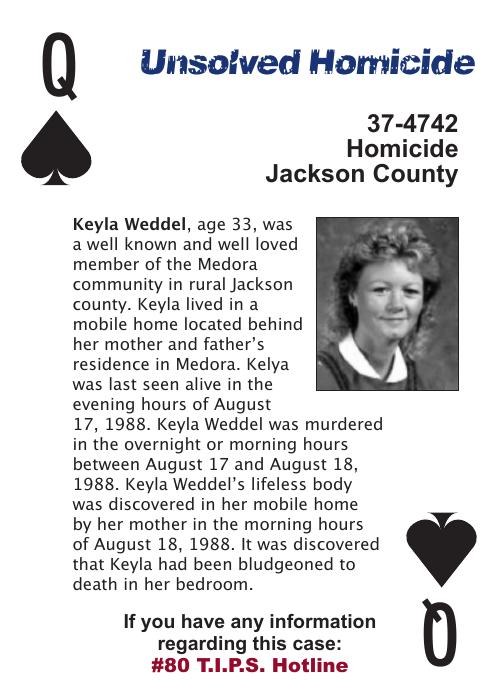 Q
Unsolved Homicide
37-4742
Homicide
Jackson County
Keyla Weddel, age 33, was
a well known and well loved
member of the Medora
community in rural Jackson
county. Keyla lived in a
mobile home located behind
her mother and father’s
residence in Medora. Kelya
was last seen alive in the
evening hours of August
17, 1988. Keyla Weddel was murdered
in the overnight or morning hours
between August 17 and August 18,
1988. Keyla Weddel’s lifeless body
was discovered in her mobile home
by her mother in the morning hours
of August 18, 1988. It was discovered
that Keyla had been bludgeoned to
death in her bedroom.
If you have any information
regarding this case:
#80 T.I.P.S. Hotline
Q